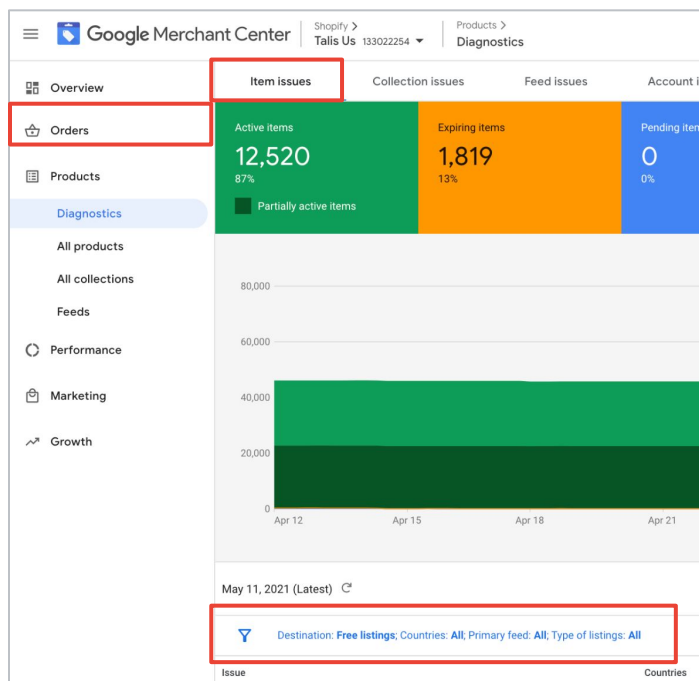 Google Merchant Center
Shopify >
Talis Us 133022254
Products >
Diagnostics
Overview
Orders
Products
Diagnostics
All products
All collections
Feeds
Performance
Marketing
Growth
Item issues
Collection issues
Feed issues
Account i
Active items
12,520
87%
Partially active items
Expiring items
1,819
13%
Pending iten
0
0%
80,000
60,000
40,000
20,000
0
Apr 12
Apr 15
Apr 18
Apr 21
May 11, 2021 (Latest)
Destination: Free listings; Countries: All; Primary feed: All; Type of listings: All
Issue
Countries